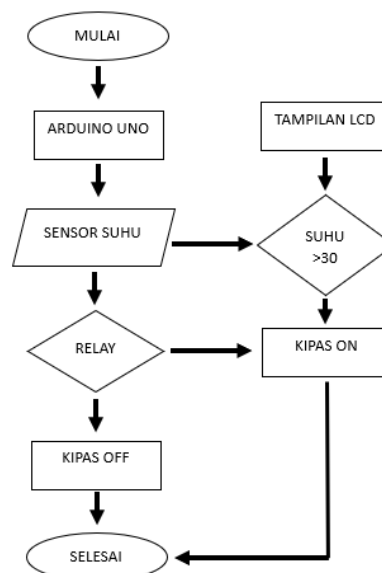 MULAI
ARDUINO UNO
TAMPILAN LCD
SENSOR SUHU
SUHU
>30
RELAY
KIPAS ON
KIPAS OFF
SELESAI